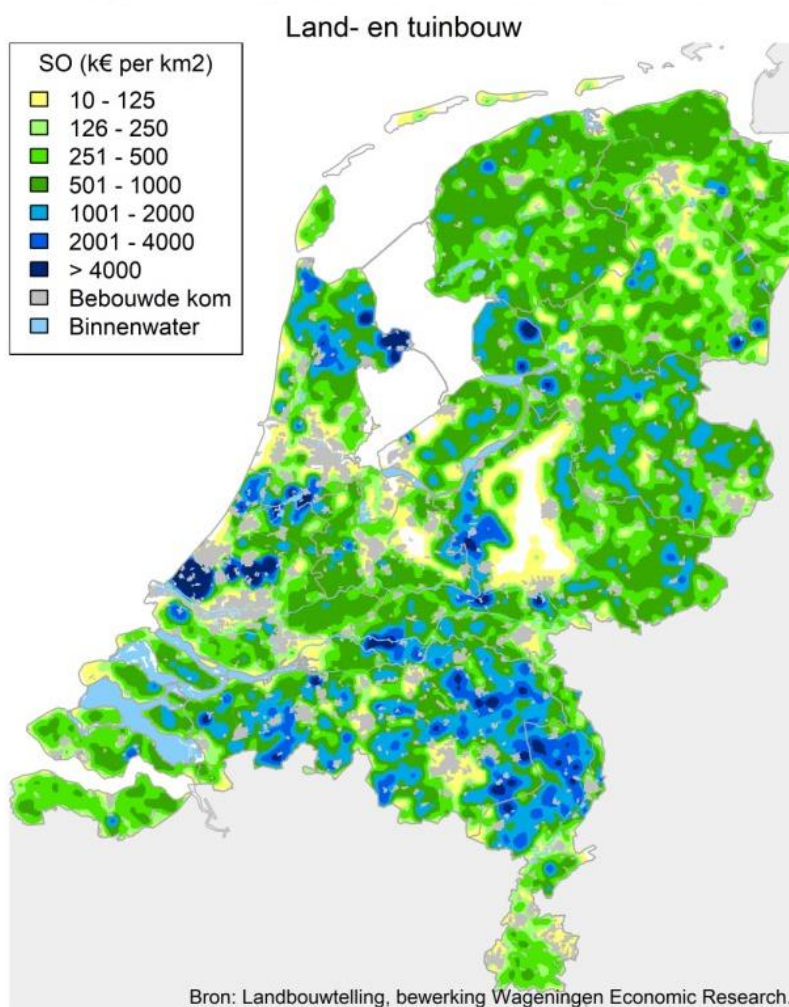 Land- en tuinbouw
SO (k€ per km2)
10 - 125
126 - 250
251 - 500
501 - 1000
1001 - 2000
2001 - 4000
> 4000
Bebouwde kom
Binnenwater
Bron: Landbouwtelling, bewerking Wageningen Economic Research.